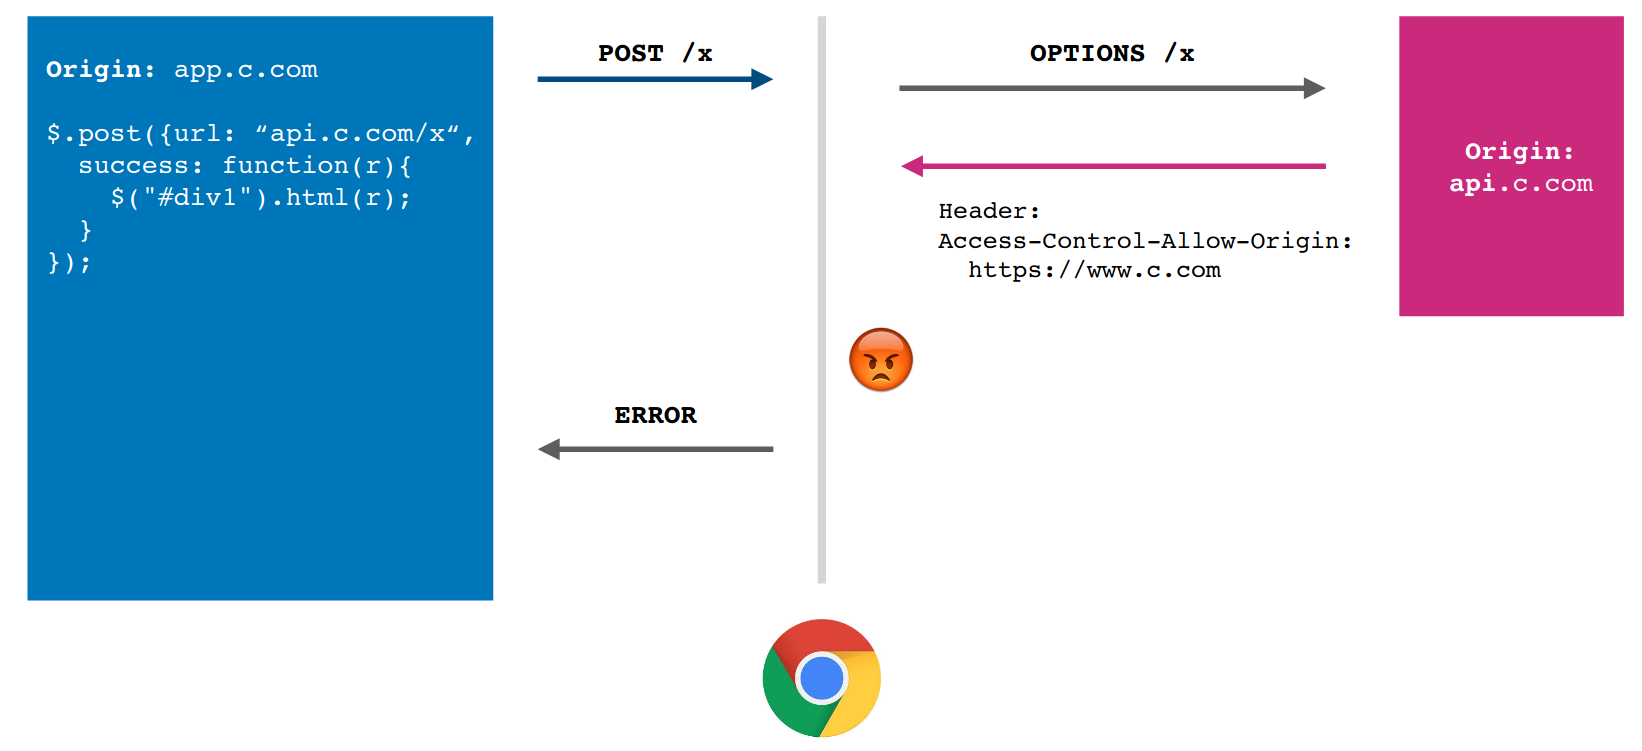 Origin: app.c.com
$.post({url: “api.c.com/x“,
success: function(r){
$("#div1").html(r);
}
});
POST /x
OPTIONS /x
Header:
Access-Control-Allow-Origin:
https://www.c.com
ERROR
Origin:
api.c.com